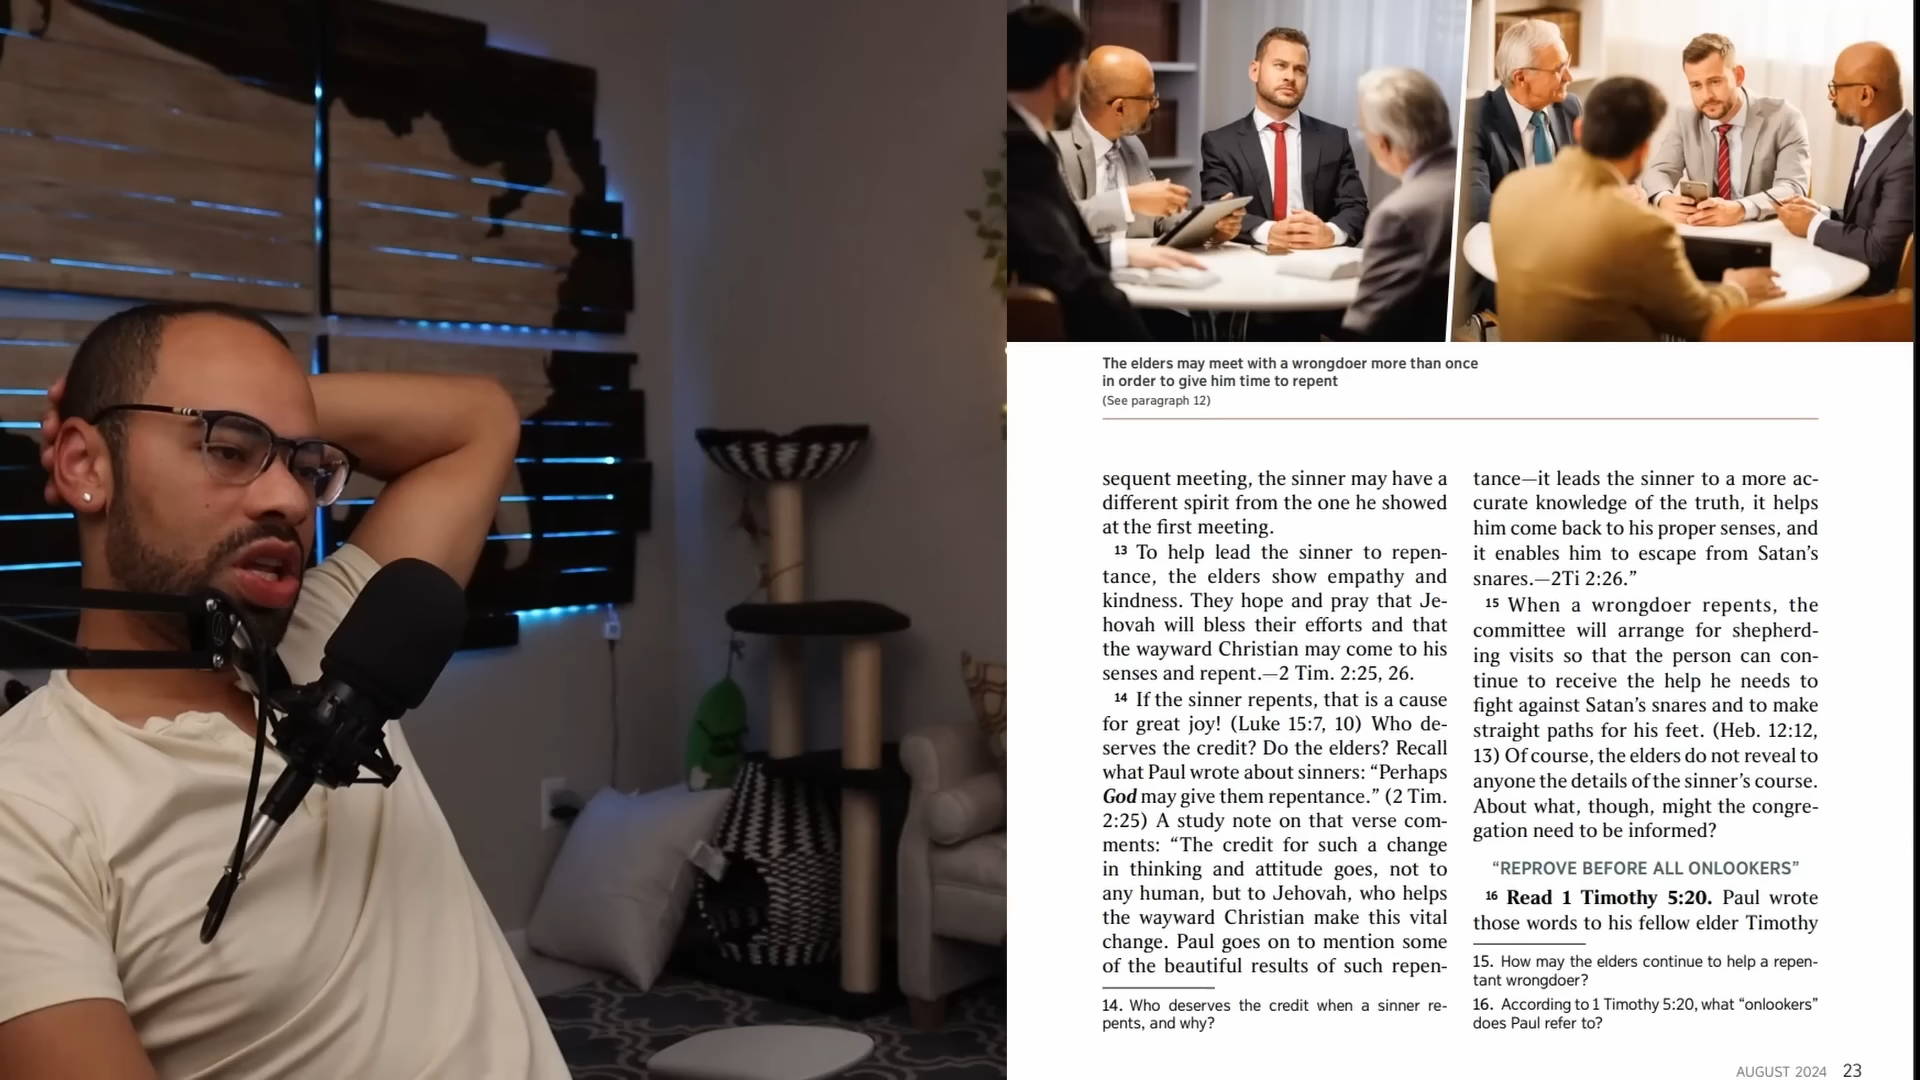 The elders may meet with a wrongdoer more than once
in order to give him time to repent
(See paragraph 12)
sequent meeting, the sinner may have a
different spirit from the one he showed
at the first meeting.
13 To help lead the sinner to repen-
tance, the elders show empathy and
kindness. They hope and pray that Je-
hovah will bless their efforts and that
the wayward Christian may come to his
senses and repent.—2 Tim. 2:25, 26.
14 If the sinner repents, that is a cause
for great joy! (Luke 15:7, 10) Who de-
serves the credit? Do the elders? Recall
what Paul wrote about sinners: “Perhaps
God may give them repentance.” (2 Tim.
2:25) A study note on that verse com-
ments: “The credit for such a change
in thinking and attitude goes, not to
any human, but to Jehovah, who helps
the wayward Christian make this vital
change. Paul goes on to mention some
of the beautiful results of such repen-
14. Who deserves the credit when a sinner re-
pents, and why?
tance—it leads the sinner to a more ac-
curate knowledge of the truth, it helps
him come back to his proper senses, and
it enables him to escape from Satan’s
snares.—2Ti 2:26.”
15 When a wrongdoer repents, the
committee will arrange for shepherd-
ing visits so that the person can con-
tinue to receive the help he needs to
fight against Satan’s snares and to make
straight paths for his feet. (Heb. 12:12,
13) Of course, the elders do not reveal to
anyone the details of the sinner’s course.
About what, though, might the congre-
gation need to be informed?
“REPROVE BEFORE ALL ONLOOKERS”
16 Read 1 Timothy 5:20. Paul wrote
those words to his fellow elder Timothy
15. How may the elders continue to help a repen-
tant wrongdoer?
16. According to 1 Timothy 5:20, what “onlookers”
does Paul refer to?
AUGUST 2024 23